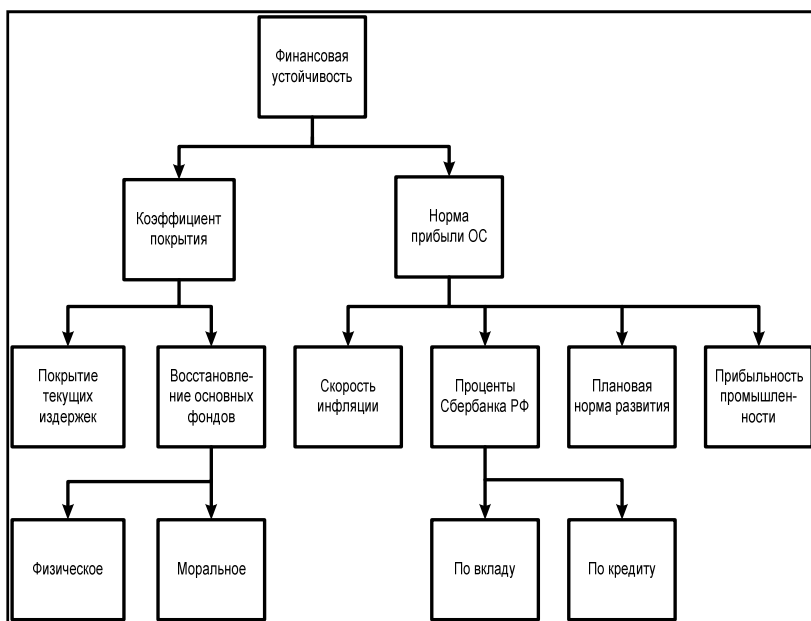 Финансовая
устойчивость
Коэффициент
покрытия
Норма
прибыли ОС
Покрытие
текущих
издержек
Восстановле-
ние основных
фондов
Скорость
инфляции
Проценты
Сбербанка РФ
Плановая
норма развития
Прибыльность
промышлен-
ности
Физическое
Моральное
По вкладу
По кредиту